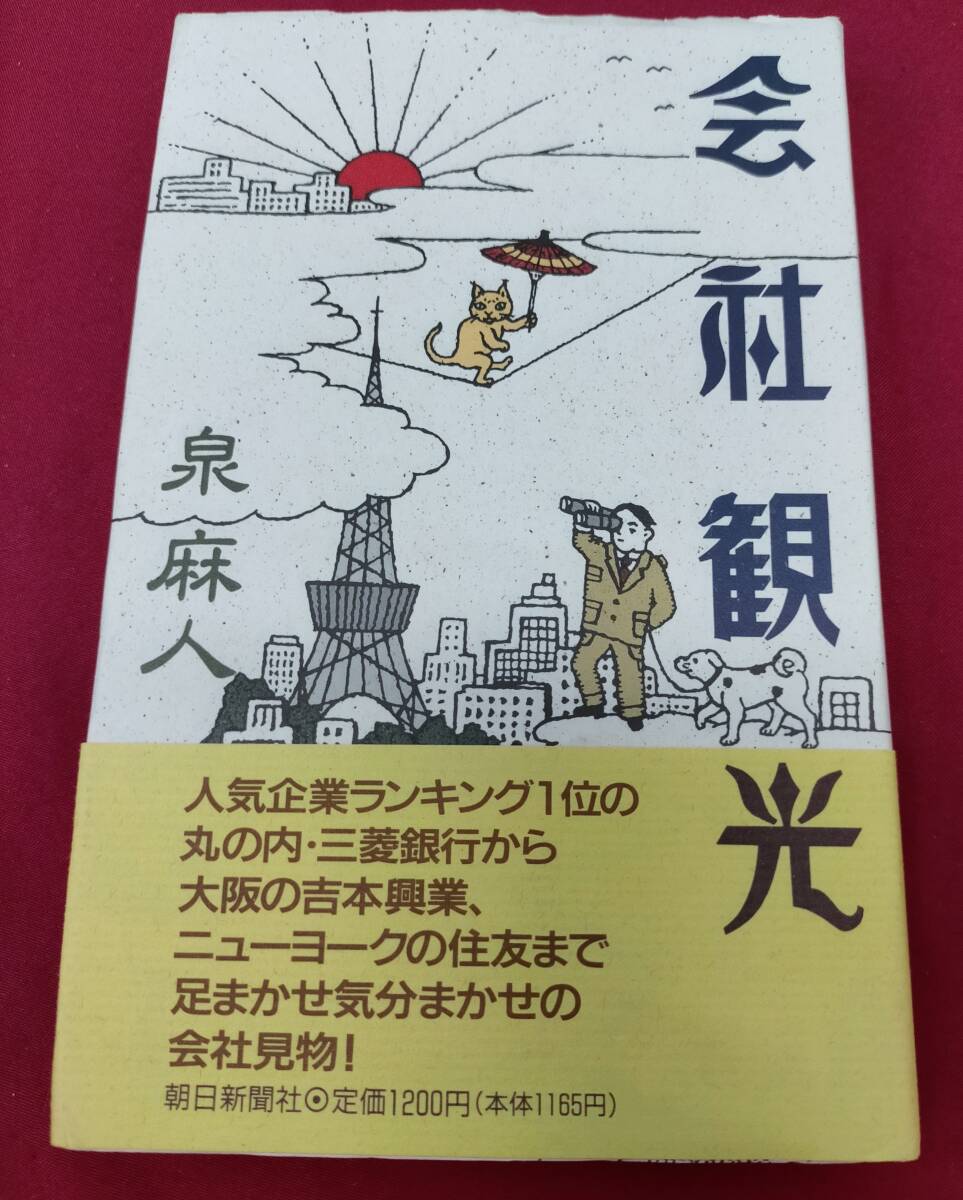 会社観光
泉麻人
人気企業ランキング1位の
丸の内・三菱銀行から
大阪の吉本興業、
ニューヨークの住友まで
足まかせ気分まかせの
会社見物!
朝日新聞社⦿定価1200円(本体1165円)